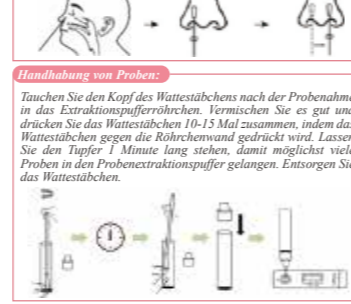 Handhabung von Proben:
Tauchen Sie den Kopf des Wattestäbchens nach der Probenahme
in das Extraktionspufferröhrchen. Vermischen Sie es gut und
drücken Sie das Wattestäbchen 10-15 Mal zusammen, indem das
Wattestäbchen gegen die Röhrchenwand gedrückt wird. Lassen
Sie den Tupfer 1 Minute lang stehen, damit möglichst viele
Proben in den Probenextraktionspuffer gelangen. Entsorgen Sie
das Wattestäbchen.